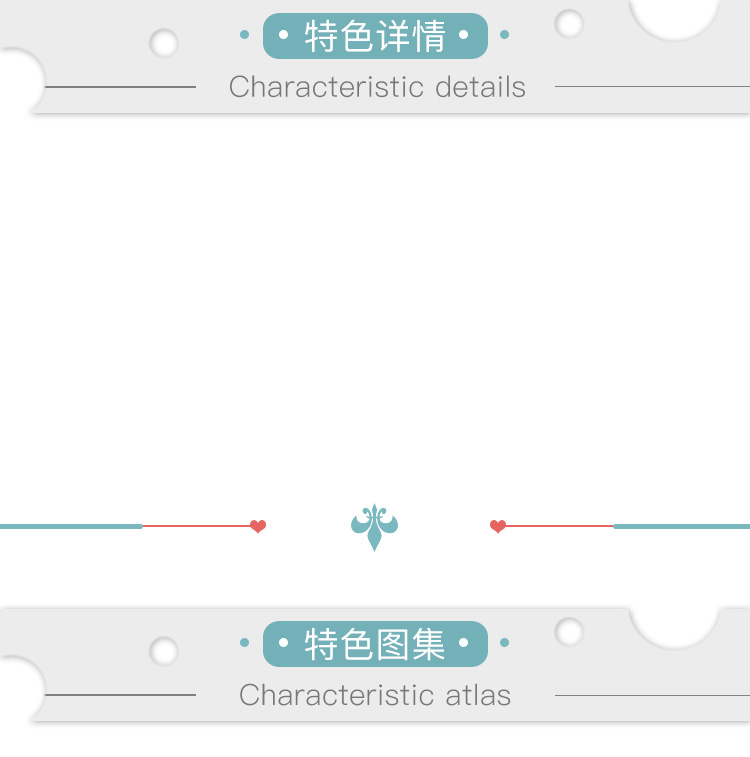 特色详情
Characteristic details
特色图集
Characteristic atlas